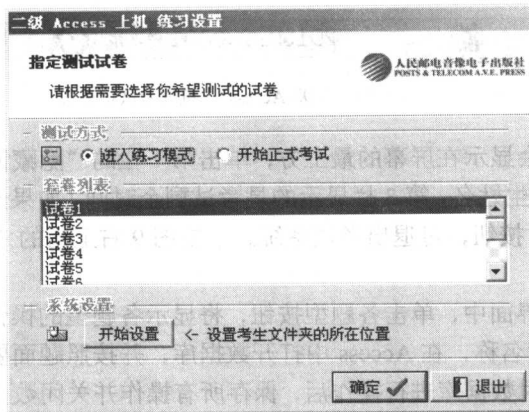 二级 Access 上机 练习设置
指定测试试卷
请根据需要选择你希望测试的试卷
人民邮电音像电子出版社
POSTS & TELECOM A.V.E. PRESS
测试方式
进入练习模式
开始正式考试
套卷列表
试卷1
试卷2
试卷3
试卷4
试卷5
试卷6
系统设置
开始设置
<- 设置考生文件夹的所在位置
确定
退出